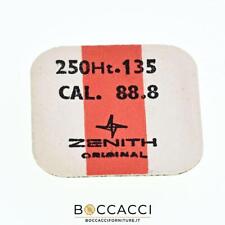 250Ht.135
CAL. 88.8
ZENITH
ORIGINAL
BOCCACCI
BOCCACCIFORNITURE.IT